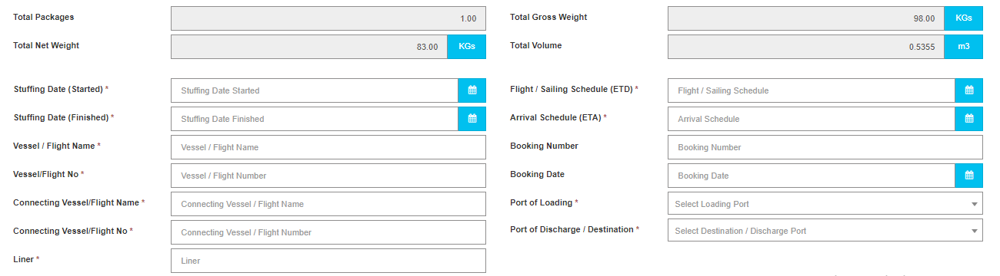 Total Packages 1.00 Total Gross Weight 98.00 KGs
Total Net Weight 83.00 KGs Total Volume 0.5355 m3
Stuffing Date (Started) * Stuffing Date Started Flight / Sailing Schedule (ETD) * Flight / Sailing Schedule
Stuffing Date (Finished) * Stuffing Date Finished Arrival Schedule (ETA) * Arrival Schedule
Vessel / Flight Name * Vessel / Flight Name Booking Number Booking Number
Vessel/Flight No * Vessel / Flight Number Booking Date Booking Date
Connecting Vessel/Flight Name * Connecting Vessel / Flight Name Port of Loading * Select Loading Port
Connecting Vessel/Flight No * Connecting Vessel / Flight Number Port of Discharge / Destination * Select Destination / Discharge Port
Liner * Liner